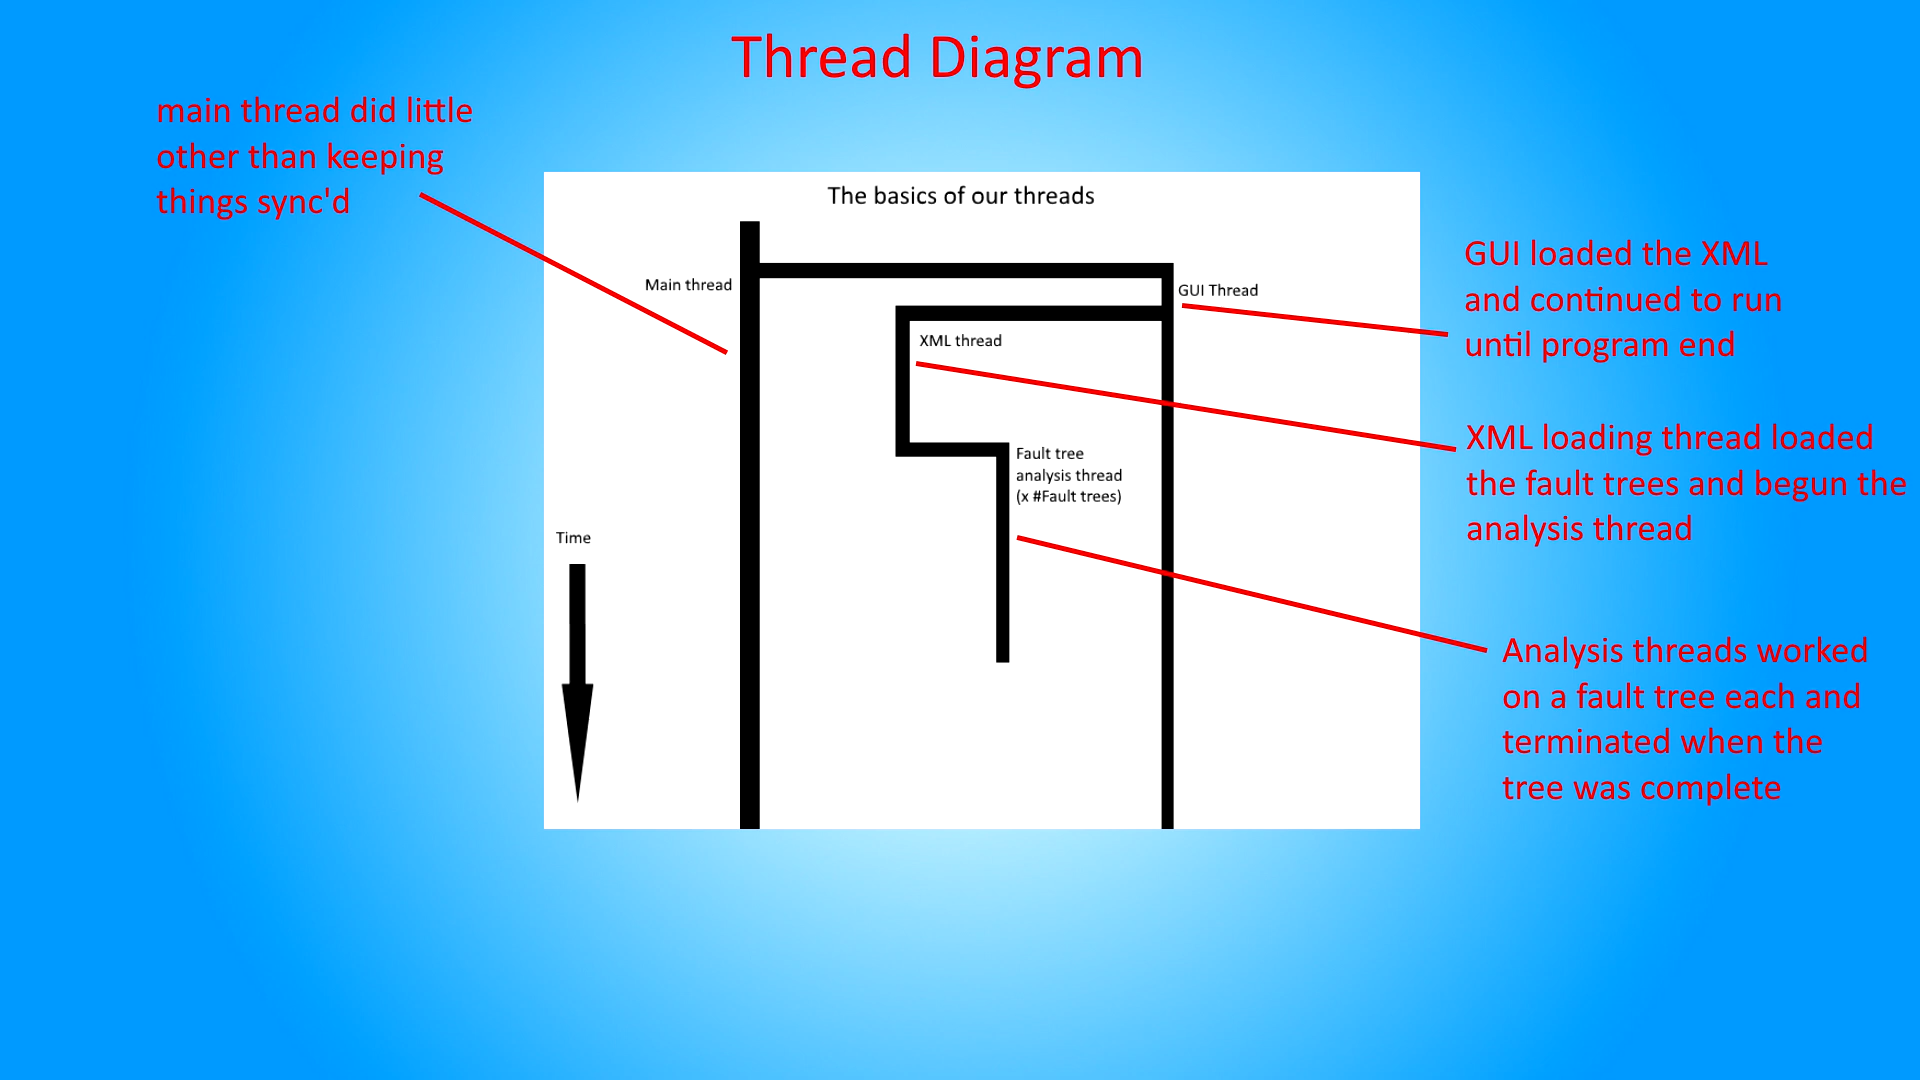 Thread Diagram
main thread did little
other than keeping
things sync'd
The basics of our threads
Main thread
GUI Thread
XML thread
Fault tree
analysis thread
(x #Fault trees)
Time
GUI loaded the XML
and continued to run
until program end
XML loading thread loaded
the fault trees and begun the
analysis thread
Analysis threads worked
on a fault tree each and
terminated when the
tree was complete